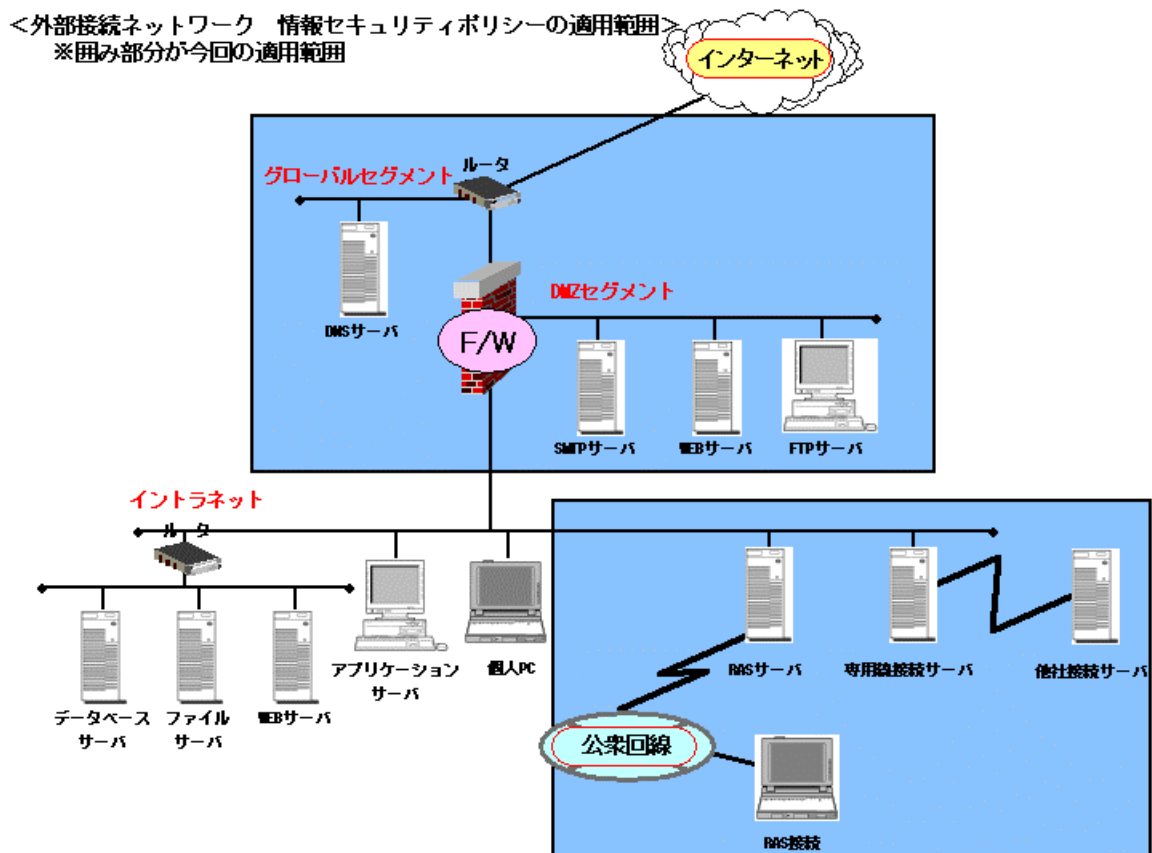 ＜外部接続ネットワーク　情報セキュリティポリシーの適用範囲＞
※囲み部分が今回の適用範囲
インターネット
ルータ
グローバルセグメント
DNSサーバ
DMZセグメント
F/W
SMTPサーバ
WEBサーバ
FTPサーバ
イントラネット
ルータ
データベース
サーバ
ファイル
サーバ
WEBサーバ
アプリケーション
サーバ
個人PC
RASサーバ
専用線接続サーバ
他社接続サーバ
公衆回線
RAS接続